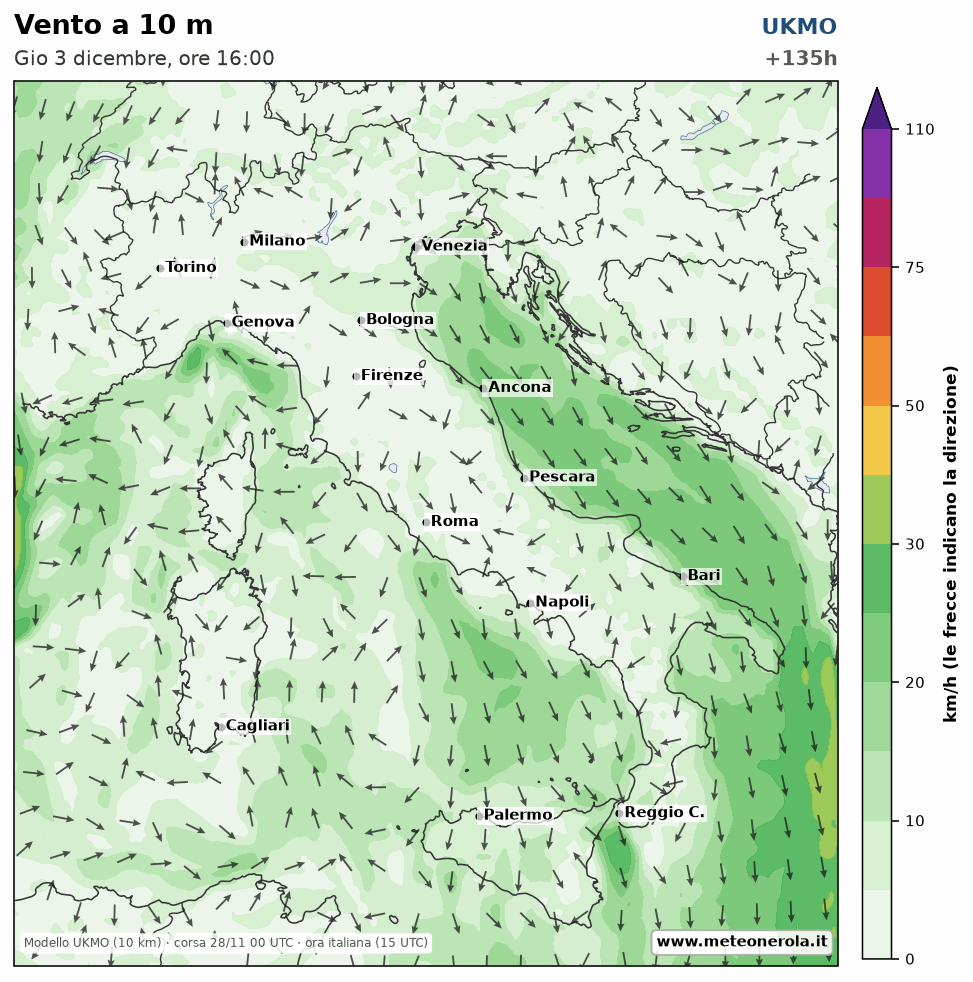 Vento a 10 m
UKMO
Gio 3 dicembre, ore 16:00
+135h
110
75
50
30
20
10
0
km/h (le frecce indicano la direzione)
Milano
Venezia
Torino
Genova
Bologna
Firenze
Ancona
Pescara
Roma
Bari
Napoli
Cagliari
Palermo
Reggio C.
Modello UKMO (10 km) · corsa 28/11 00 UTC · ora italiana (15 UTC)
www.meteonerola.it